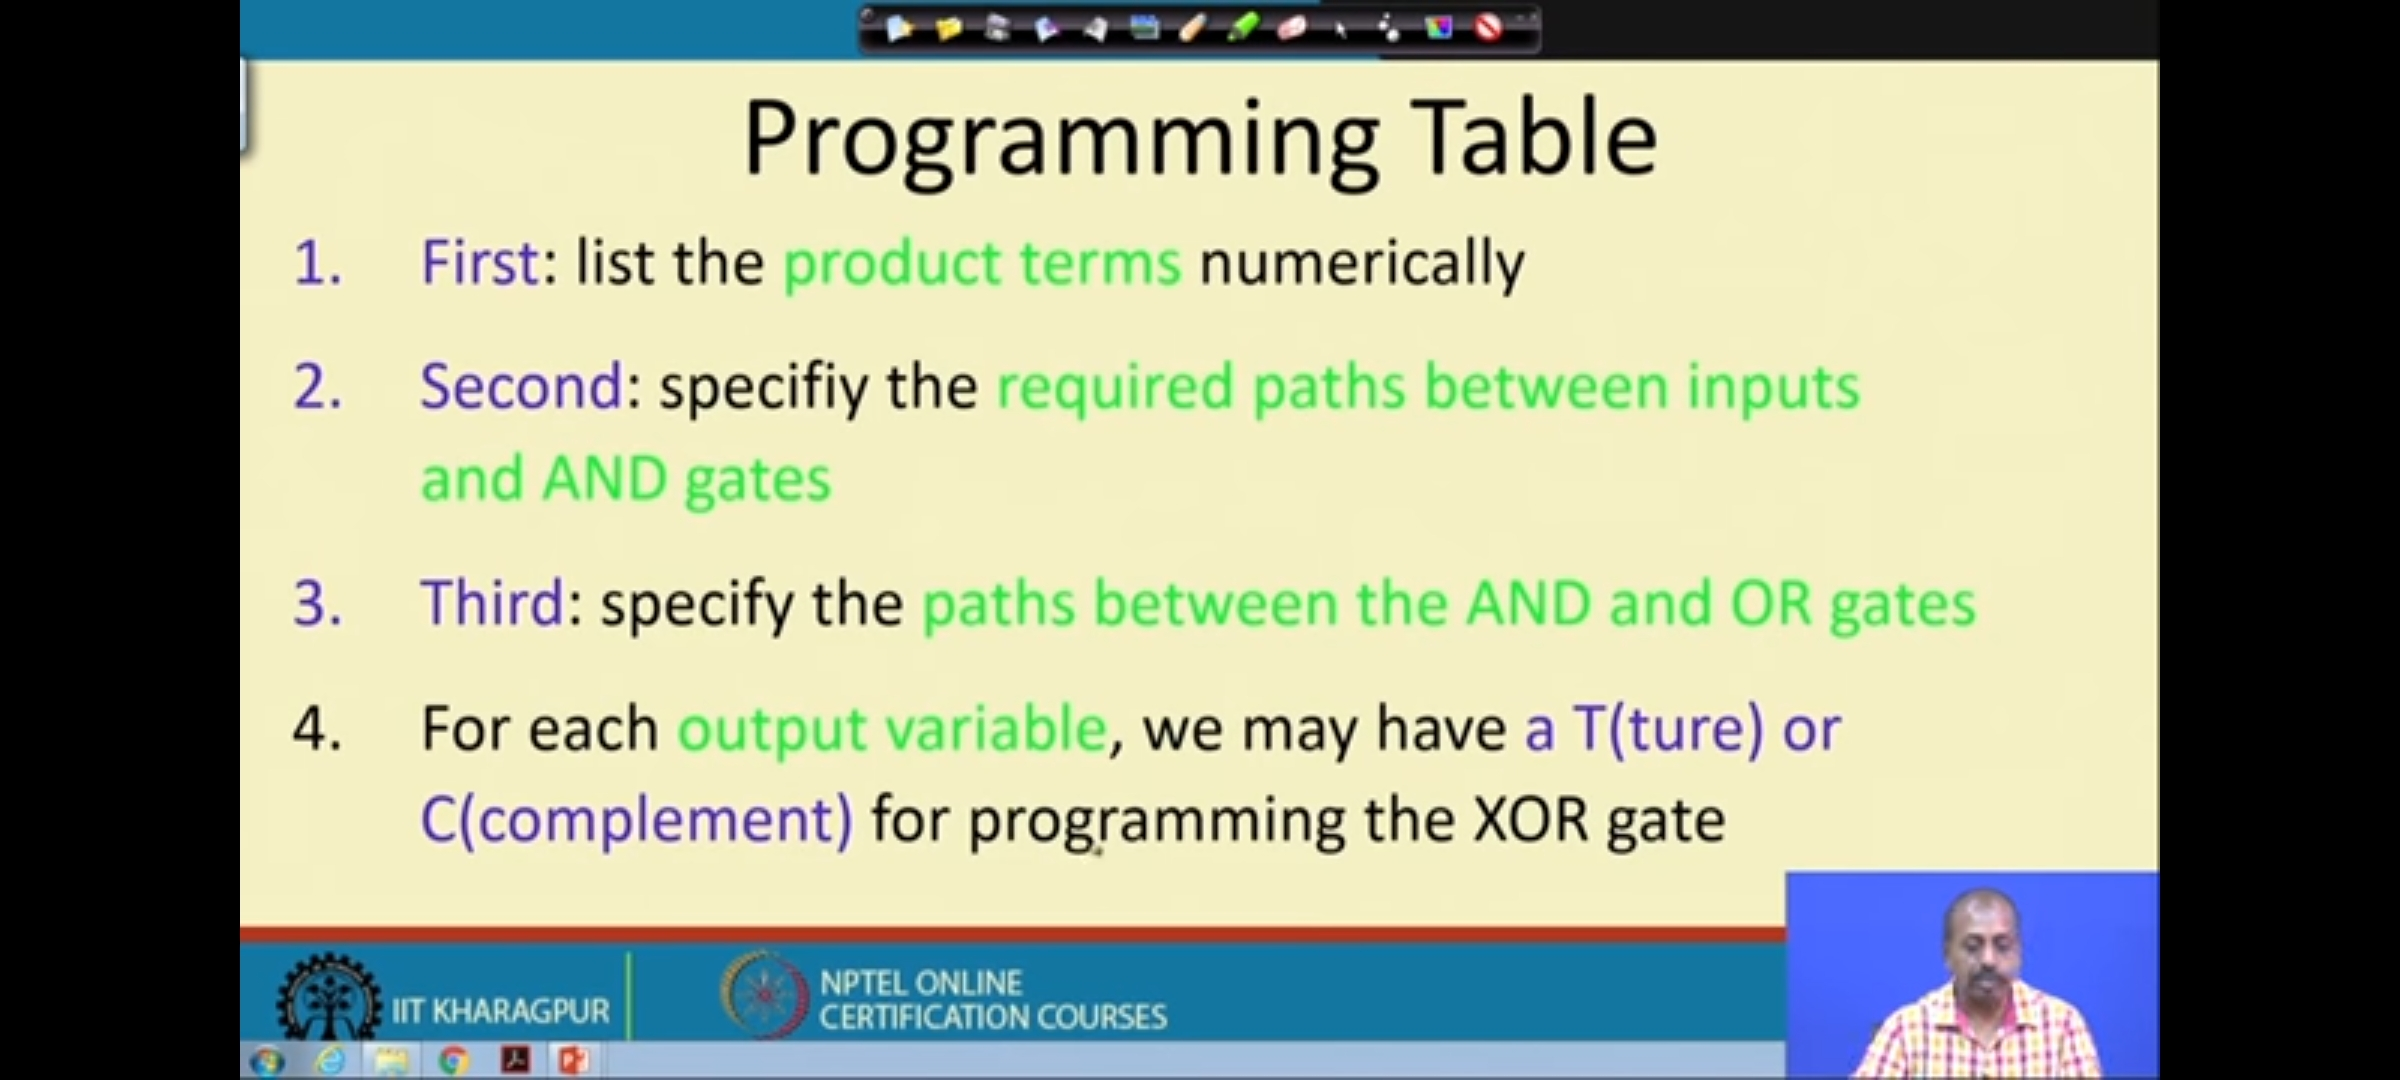 Programming Table
1. First: list the product terms numerically
2. Second: specifiy the required paths between inputs
and AND gates
3. Third: specify the paths between the AND and OR gates
4. For each output variable, we may have a T(ture) or
C(complement) for programming the XOR gate
IIT KHARAGPUR
NPTEL ONLINE
CERTIFICATION COURSES